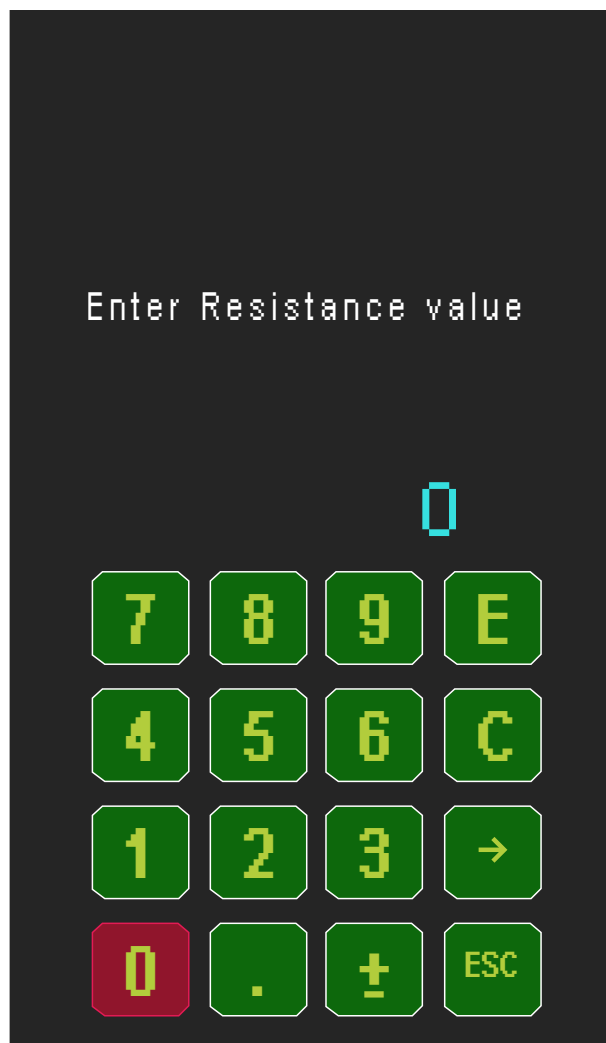 Enter Resistance value
0
7 8 9 E
4 5 6 C
1 2 3 →
0 . ± ESC